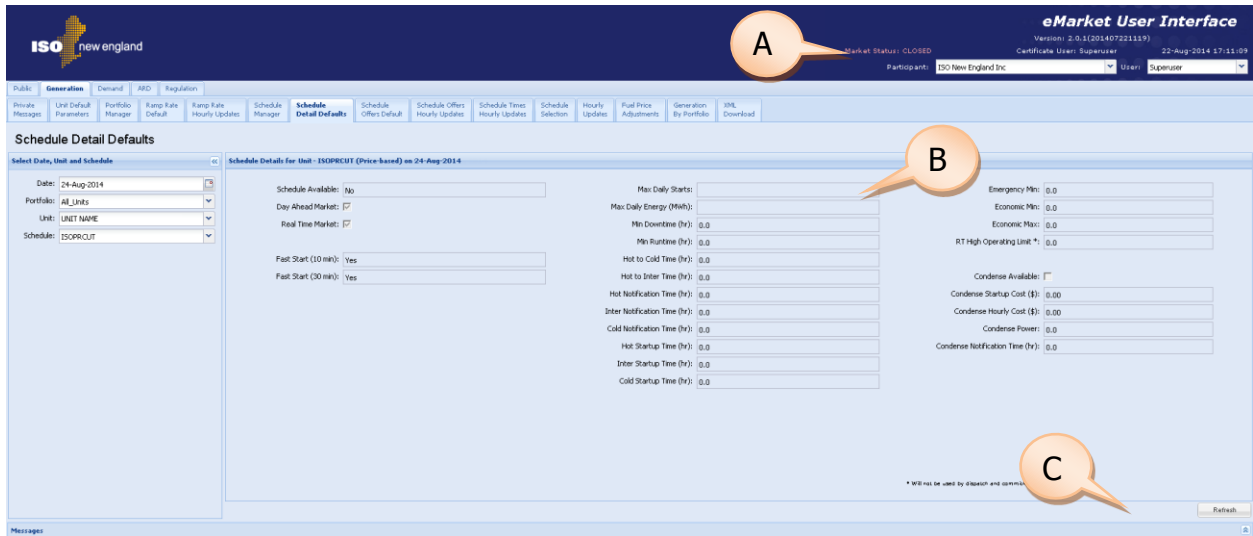 ISO new england
eMarket User Interface
Version: 2.0.1(201407221119)
Market Status: CLOSED Certificate User: Superuser 22-Aug-2014 17:11:09
Participant: ISO New England Inc User: Superuser
A
Public Generation Demand ARD Regulation
Private Messages Unit Default Parameters Portfolio Manager Ramp Rate Default Ramp Rate Hourly Updates Schedule Manager Schedule Detail Defaults Schedule Offers Default Schedule Offers Hourly Updates Schedule Times Hourly Updates Schedule Selection Hourly Updates Fuel Price Adjustments Generation By Portfolio XML Download
Schedule Detail Defaults
Select Date, Unit and Schedule
Date: 24-Aug-2014
Portfolio: All_Units
Unit: UNIT NAME
Schedule: ISOPRCUT
Schedule Details for Unit - ISOPRCUT (Price-based) on 24-Aug-2014
B
Schedule Available: No
Day Ahead Market:
Real Time Market:
Fast Start (10 min): Yes
Fast Start (30 min): Yes
Max Daily Starts:
Max Daily Energy (MWh):
Min Downtime (hr): 0.0
Min Runtime (hr): 0.0
Hot to Cold Time (hr): 0.0
Hot to Inter Time (hr): 0.0
Hot Notification Time (hr): 0.0
Inter Notification Time (hr): 0.0
Cold Notification Time (hr): 0.0
Hot Startup Time (hr): 0.0
Inter Startup Time (hr): 0.0
Cold Startup Time (hr): 0.0
Emergency Min: 0.0
Economic Min: 0.0
Economic Max: 0.0
RT High Operating Limit *: 0.0
Condense Available:
Condense Startup Cost ($): 0.00
Condense Hourly Cost ($): 0.00
Condense Power: 0.0
Condense Notification Time (hr): 0.0
C
* Will not be used by dispatch and
Refresh
Messages